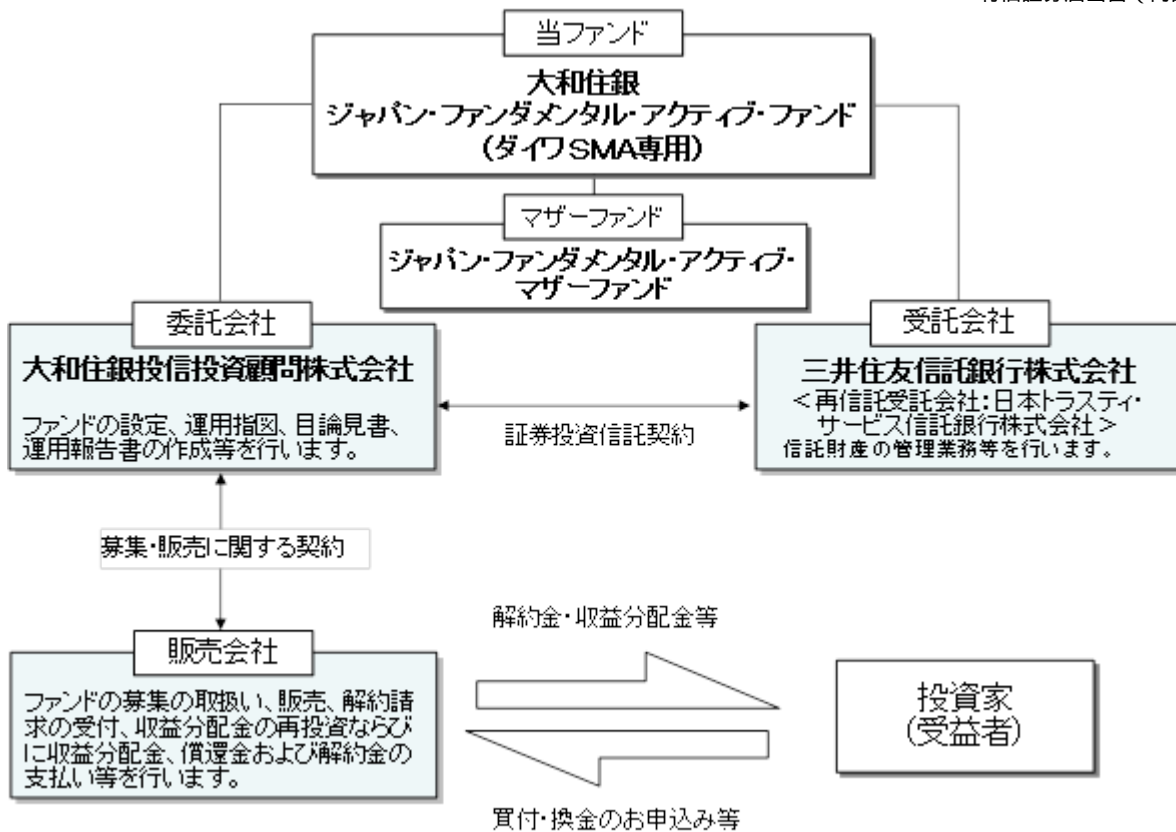 当ファンド
大和住銀
ジャパン・ファンダメンタル・アクティブ・ファンド
(ダイワSMA専用)
マザーファンド
ジャパン・ファンダメンタル・アクティブ・
マザーファンド
委託会社
大和住銀投信投資顧問株式会社
ファンドの設定、運用指図、目論見書、
運用報告書の作成等を行います。
証券投資信託契約
受託会社
三井住友信託銀行株式会社
<再信託受託会社:日本トラスティ・
サービス信託銀行株式会社>
信託財産の管理業務等を行います。
募集・販売に関する契約
販売会社
ファンドの募集の取扱い、販売、解約請
求の受付、収益分配金の再投資ならび
に収益分配金、償還金および解約金の
支払い等を行います。
解約金・収益分配金等
買付・換金のお申込み等
投資家
(受益者)